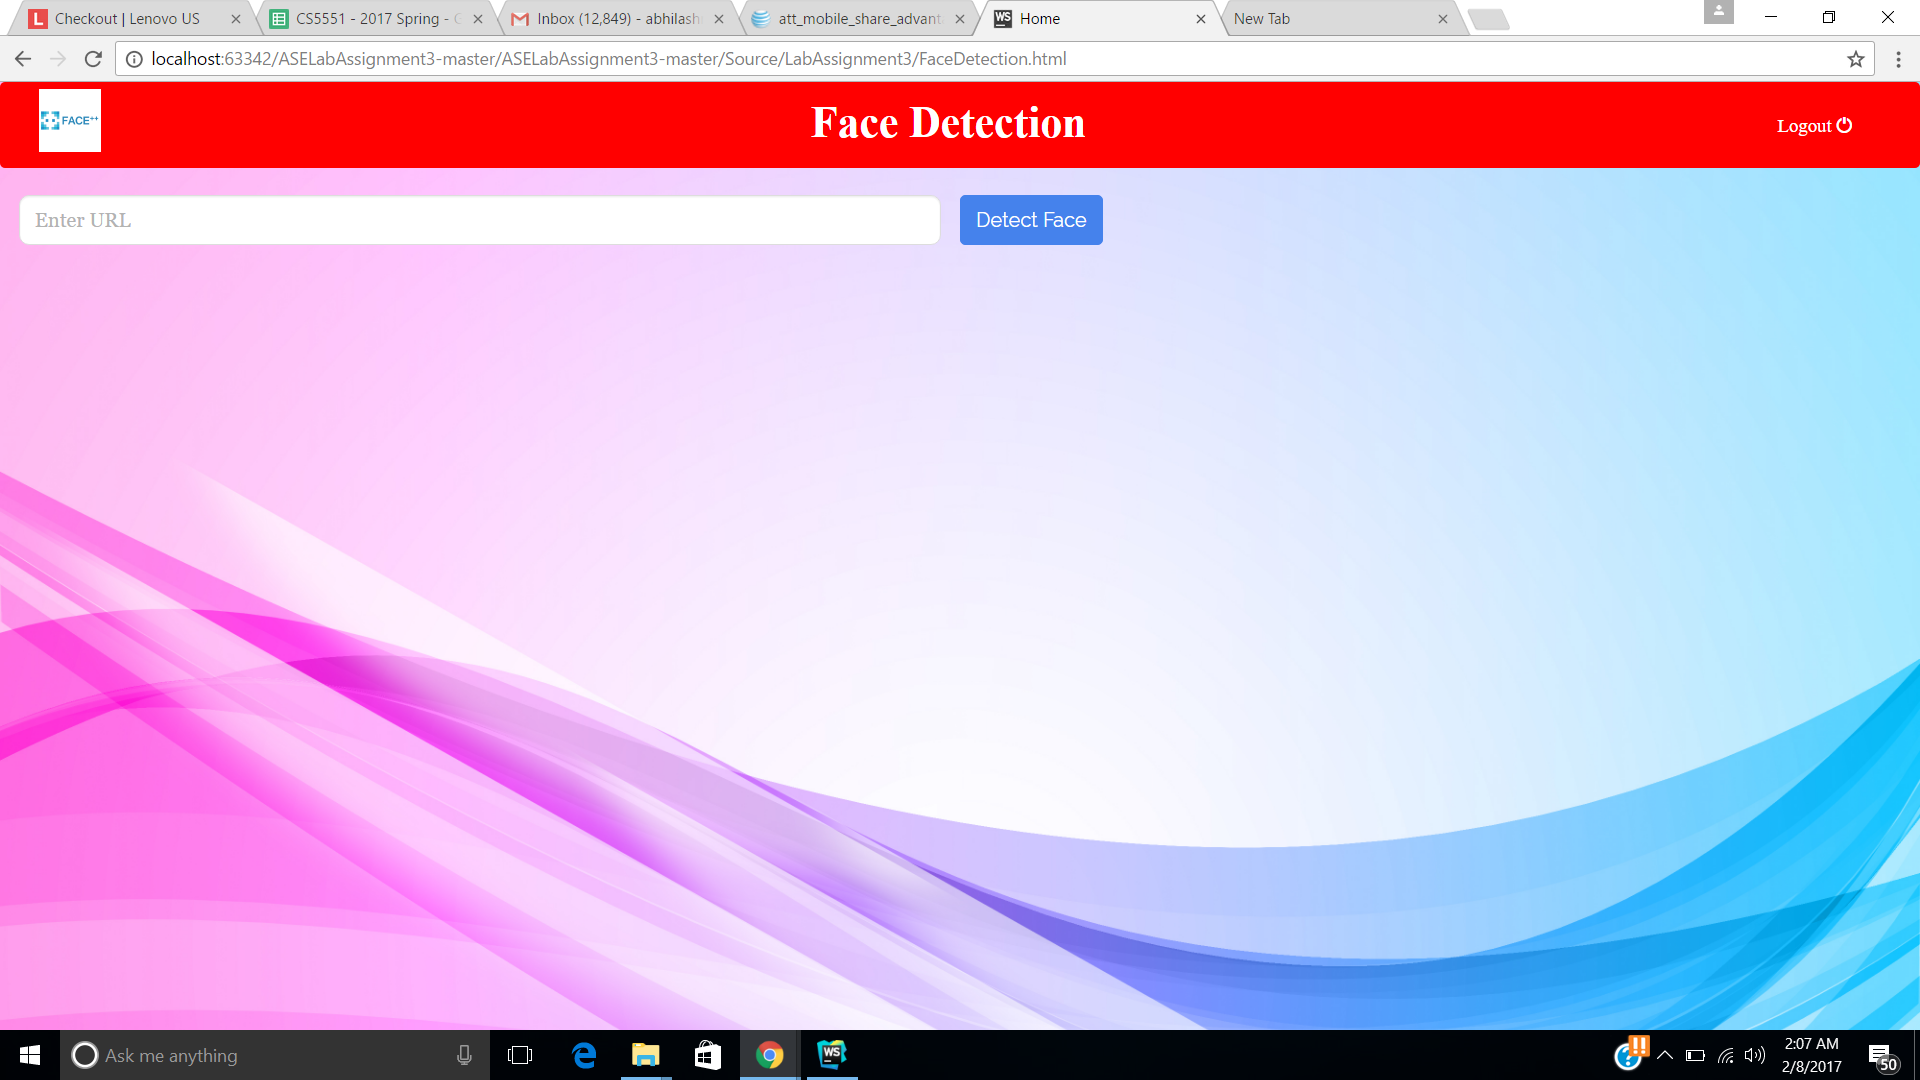 Checkout | Lenovo US
CS5551 - 2017 Spring -
Inbox (12,849) - abhilash
att_mobile_share_advant
WS Home
New Tab
localhost:63342/ASELabAssignment3-master/ASELabAssignment3-master/Source/LabAssignment3/FaceDetection.html
FACE++
Face Detection
Logout
Enter URL
Detect Face
Ask me anything
WS
2:07 AM
2/8/2017
50